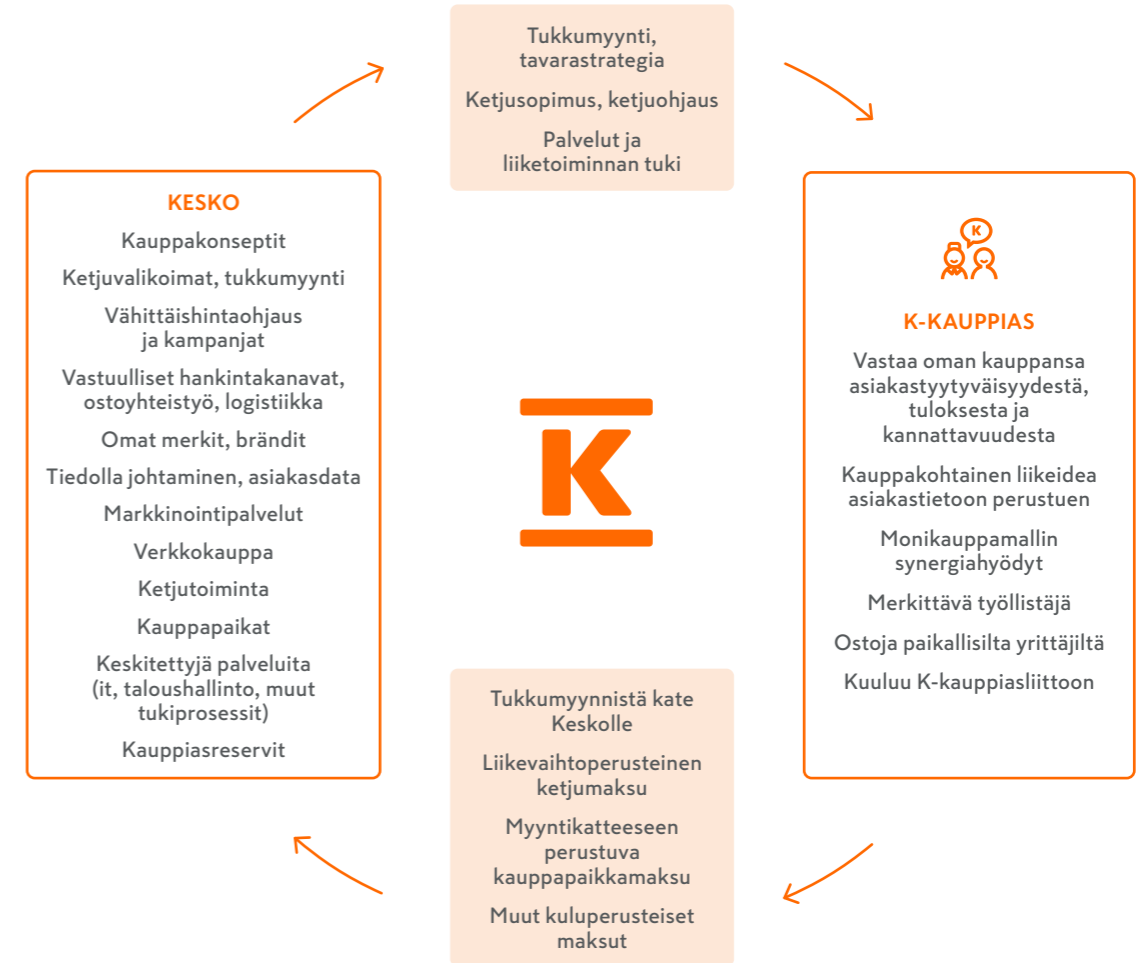 Tukkumyynti,
tavarastrategia
Ketjusopimus, ketjuohjaus
Palvelut ja
liiketoiminnan tuki
KESKO
Kauppakonseptit
Ketjuvalikoimat, tukkumyynti
Vähittäishintaohjaus
ja kampanjat
Vastuulliset hankintakanavat,
ostoyhteistyö, logistiikka
Omat merkit, brändit
Tiedolla johtaminen, asiakasdata
Markkinointipalvelut
Verkkokauppa
Ketjutoiminta
Kauppapaikat
Keskitettyjä palveluita
(it, taloushallinto, muut
tukiprosessit)
Kauppiasreservit
K
K
K-KAUPPIAS
Vastaa oman kauppansa
asiakastyytyväisyydestä,
tuloksesta ja
kannattavuudesta
Kauppakohtainen liikeidea
asiakastietoon perustuen
Monikauppamallin
synergiahyödyt
Merkittävä työllistäjä
Ostoja paikallisilta yrittäjiltä
Kuuluu K-kauppiasliittoon
Tukkumyynnistä kate
Keskolle
Liikevaihtoperusteinen
ketjumaksu
Myyntikatteeseen
perustuva
kauppapaikkamaksu
Muut kuluperusteiset
maksut